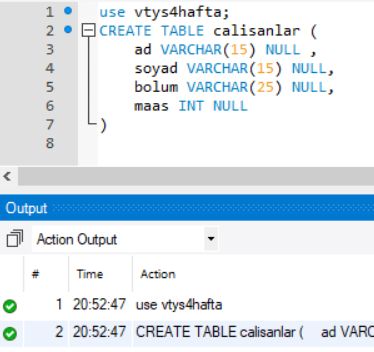 1 use vtys4hafta;
2 CREATE TABLE calisanlar (
3 ad VARCHAR(15) NULL ,
4 soyad VARCHAR(15) NULL,
5 bolum VARCHAR(25) NULL,
6 maas INT NULL
7 )
8
Output
Action Output
# Time Action
1 20:52:47 use vtys4hafta
2 20:52:47 CREATE TABLE calisanlar ( ad VARC